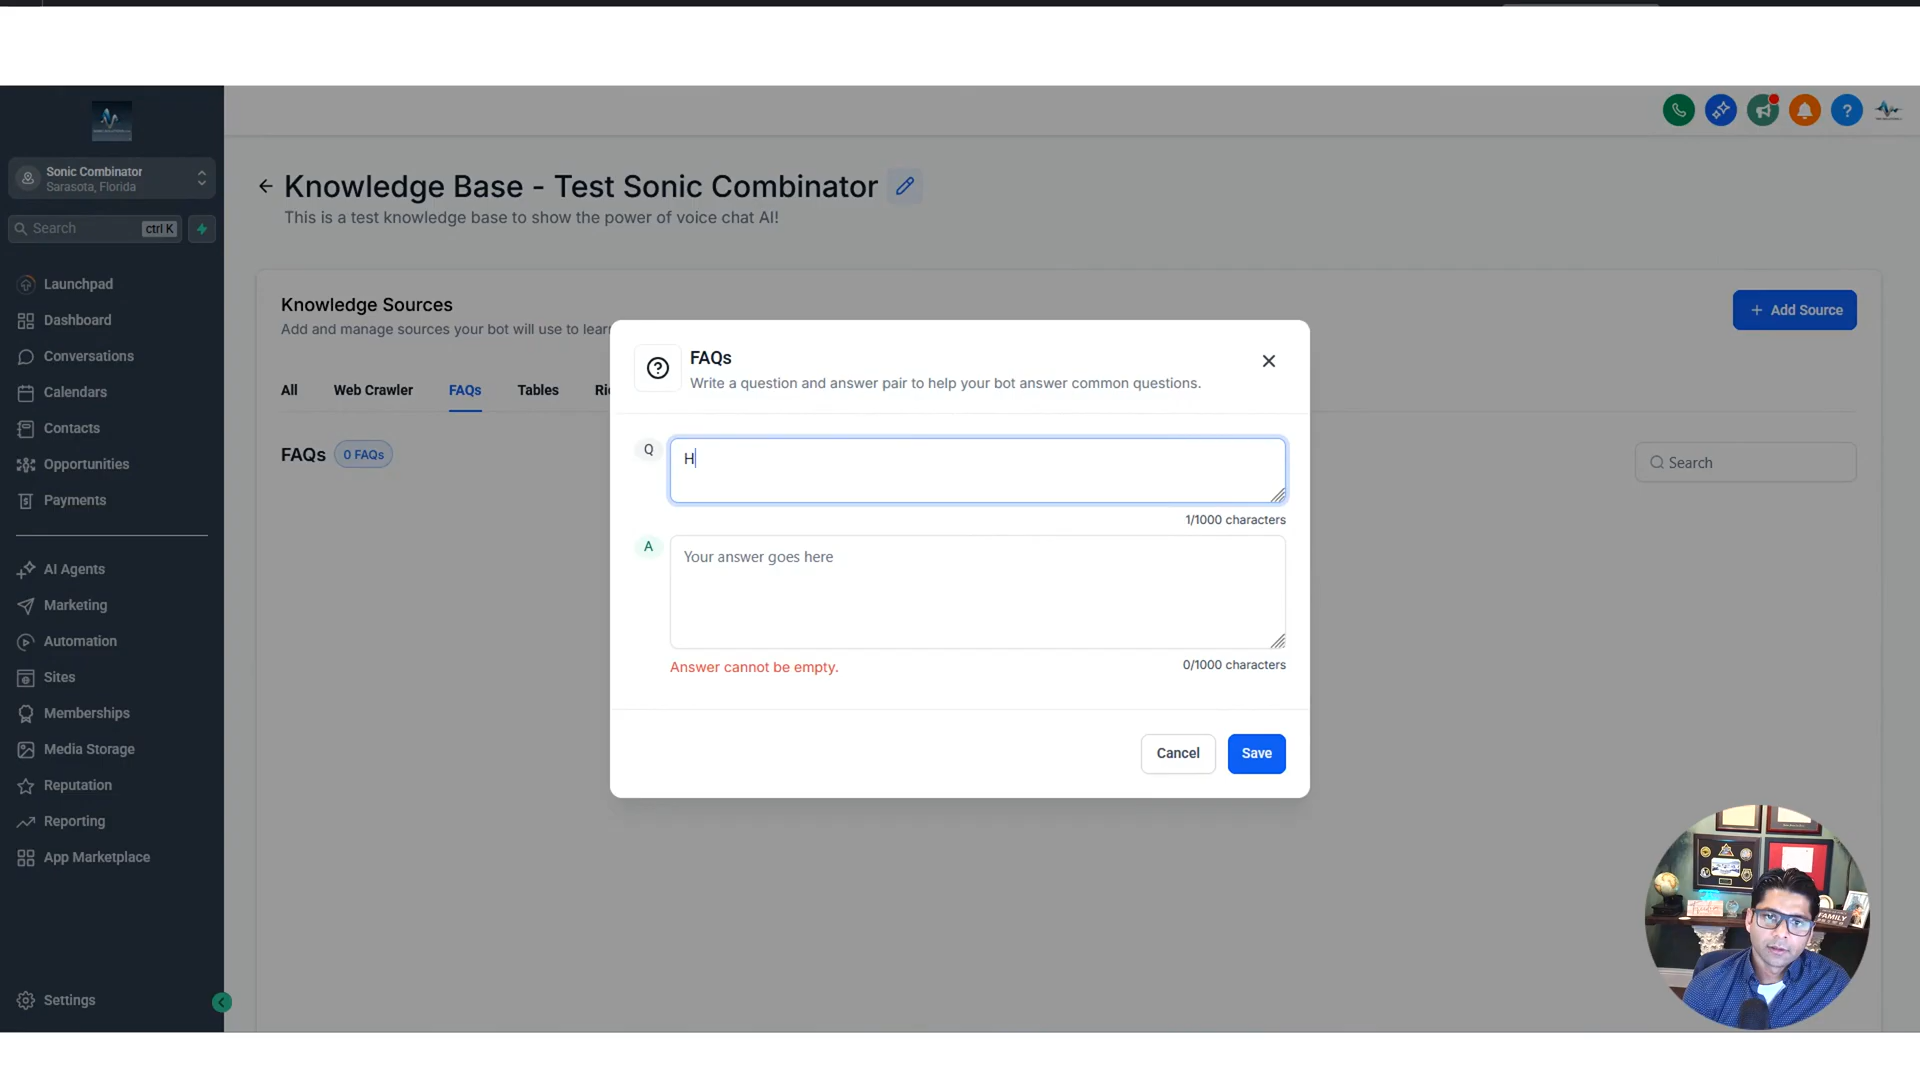 Sonic Combinator
Sarasota, Florida
Search
ctrl K
Launchpad
Dashboard
Conversations
Calendars
Contacts
Opportunities
Payments
AI Agents
Marketing
Automation
Sites
Memberships
Media Storage
Reputation
Reporting
App Marketplace
Settings
Knowledge Base - Test Sonic Combinator
This is a test knowledge base to show the power of voice chat AI!
Knowledge Sources
Add and manage sources your bot will use to lear
+ Add Source
All Web Crawler FAQs Tables Ri
FAQs 0 FAQs
Search
FAQs
Write a question and answer pair to help your bot answer common questions.
Q
H
1/1000 characters
A
Your answer goes here
Answer cannot be empty.
0/1000 characters
Cancel
Save
FAMILY